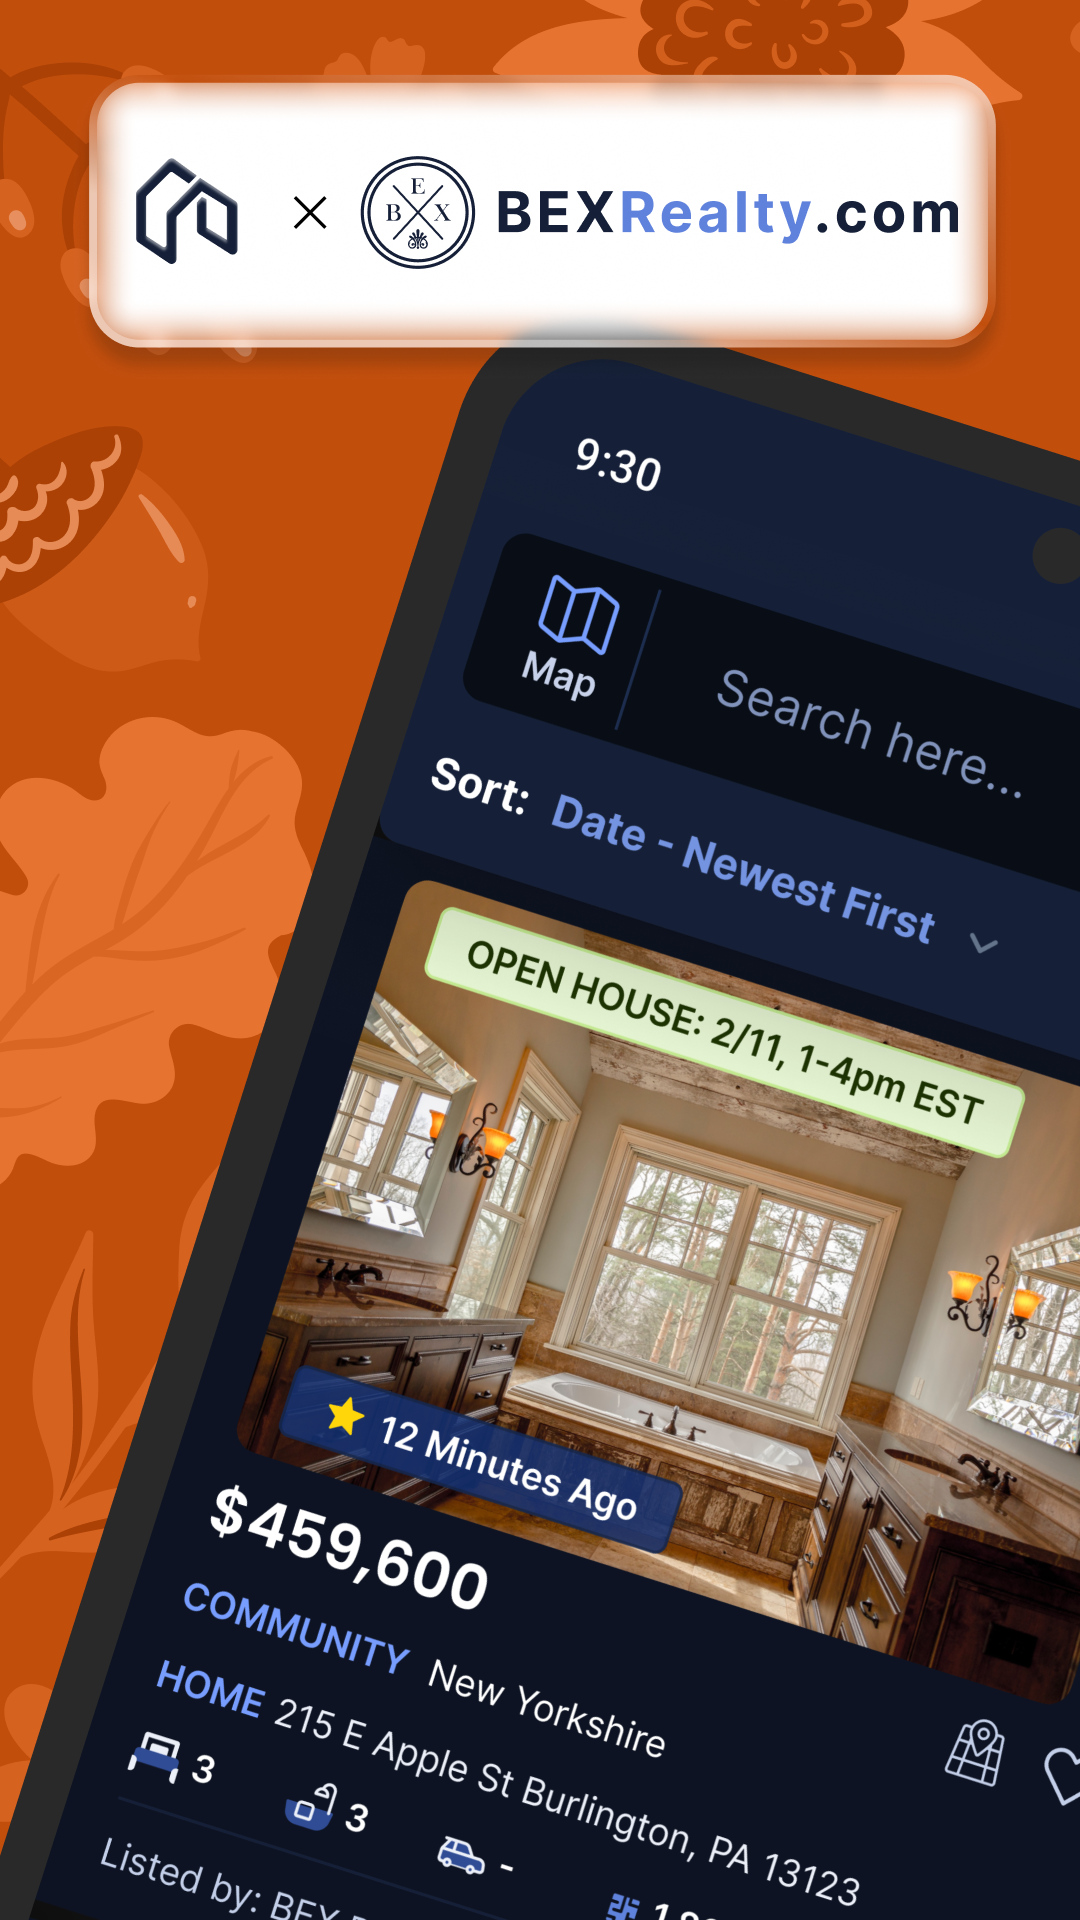 E
B X
BEXRealty.com
9:30
Map
Search here...
Sort: Date - Newest First
OPEN HOUSE: 2/11, 1-4pm EST
12 Minutes Ago
$459,600
COMMUNITY New Yorkshire
HOME 215 E Apple St Burlington, PA 13123
3 3 -
Listed by: BEX